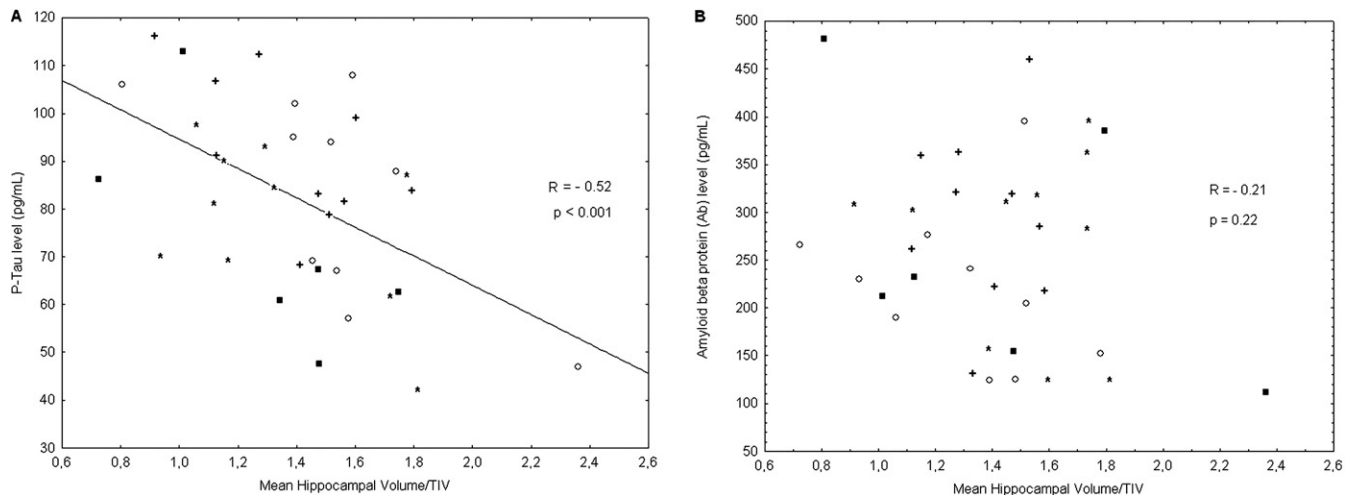 A
120
110
100
90
80
70
60
50
40
30
P-Tau level (pg/mL)
R = - 0.52
p < 0.001
0,6 0,8 1,0 1,2 1,4 1,6 1,8 2,0 2,2 2,4 2,6
Mean Hippocampal Volume/TIV
B
500
450
400
350
300
250
200
150
100
50
Amyloid beta protein (Ab) level (pg/mL)
R = - 0.21
p = 0.22
0,6 0,8 1,0 1,2 1,4 1,6 1,8 2,0 2,2 2,4 2,6
Mean Hippocampal Volume/TIV